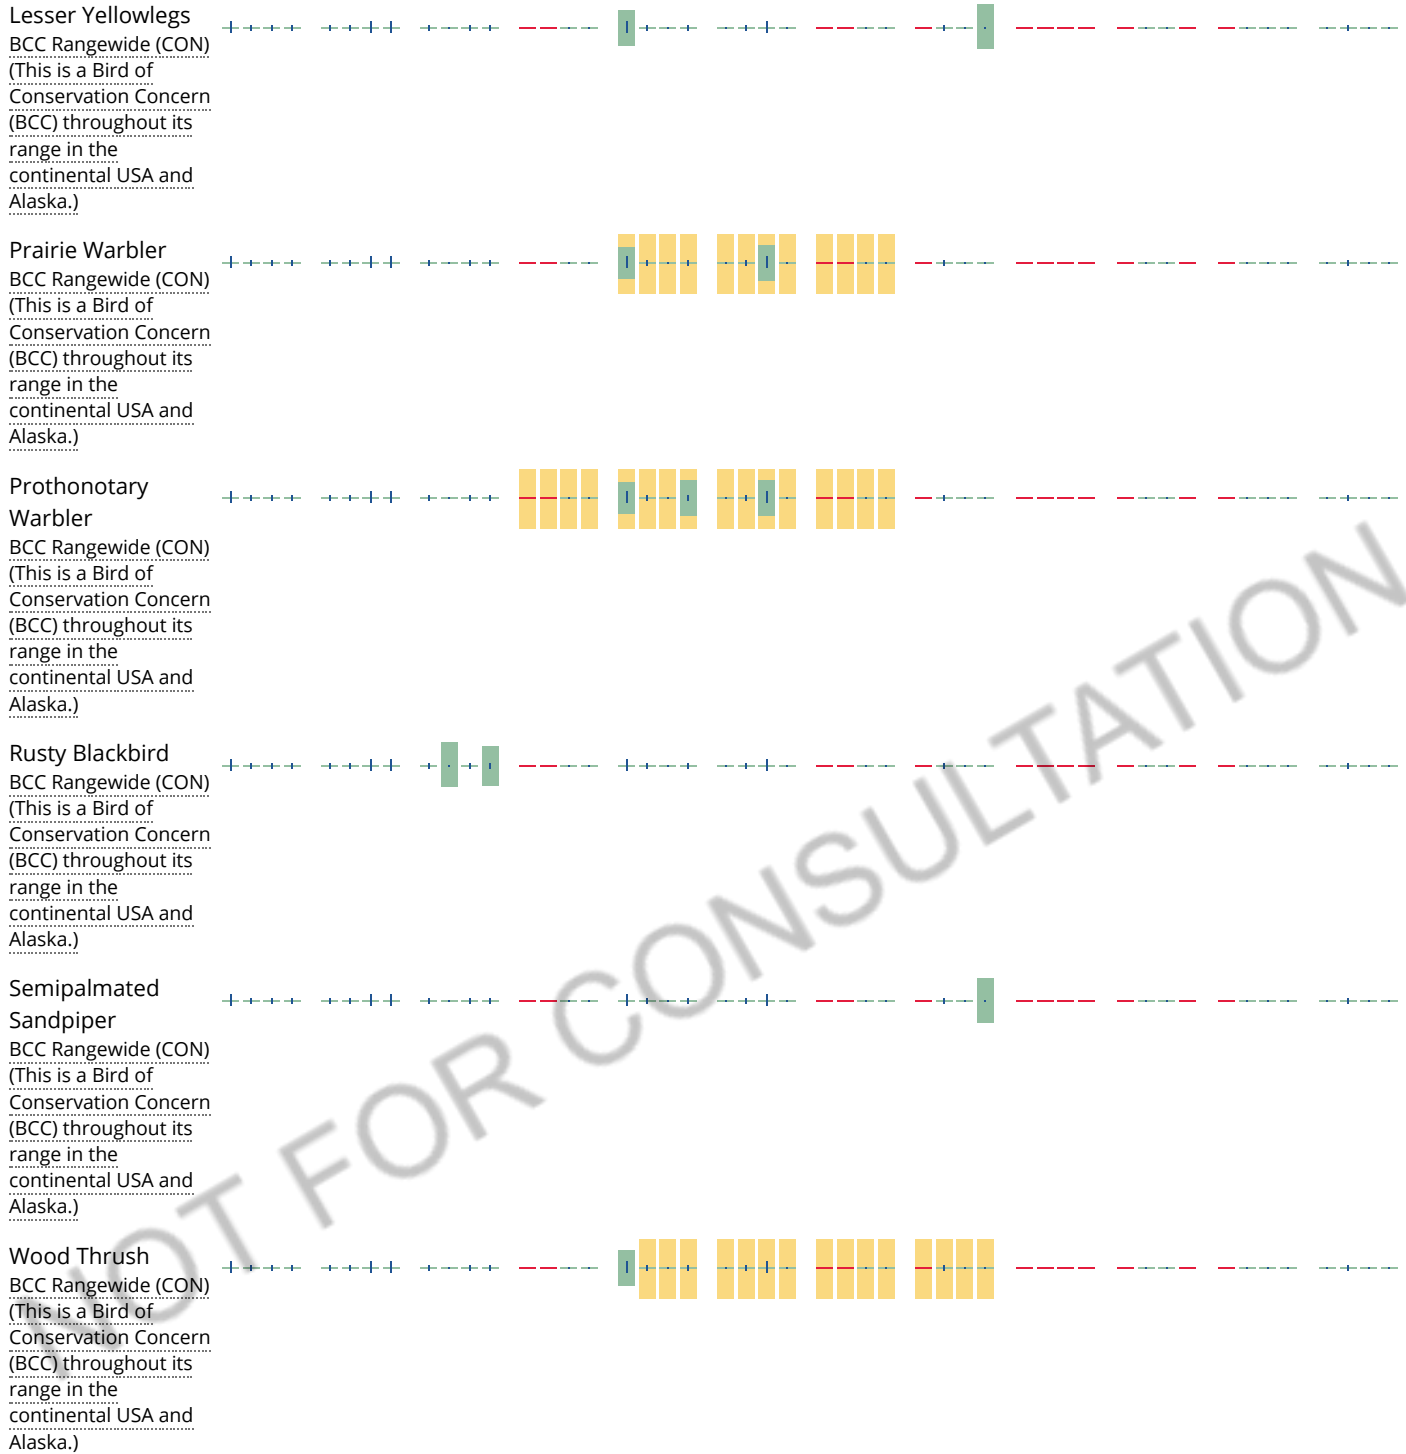 Lesser Yellowlegs
BCC Rangewide (CON)
(This is a Bird of
Conservation Concern
(BCC) throughout its
range in the
continental USA and
Alaska.)
Prairie Warbler
BCC Rangewide (CON)
(This is a Bird of
Conservation Concern
(BCC) throughout its
range in the
continental USA and
Alaska.)
Prothonotary
Warbler
BCC Rangewide (CON)
(This is a Bird of
Conservation Concern
(BCC) throughout its
range in the
continental USA and
Alaska.)
Rusty Blackbird
BCC Rangewide (CON)
(This is a Bird of
Conservation Concern
(BCC) throughout its
range in the
continental USA and
Alaska.)
Semipalmated
Sandpiper
BCC Rangewide (CON)
(This is a Bird of
Conservation Concern
(BCC) throughout its
range in the
continental USA and
Alaska.)
Wood Thrush
BCC Rangewide (CON)
(This is a Bird of
Conservation Concern
(BCC) throughout its
range in the
continental USA and
Alaska.)
NOT FOR CONSULTATION